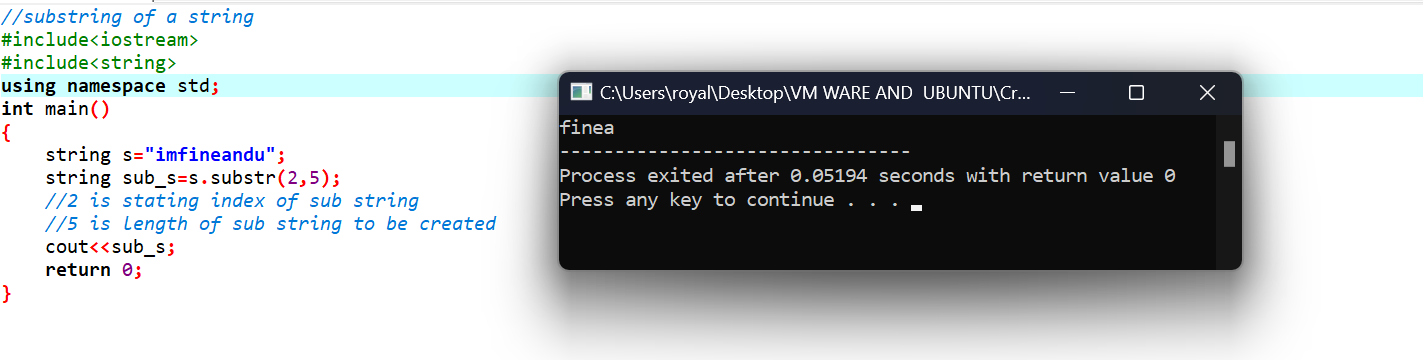 //substring of a string
#include<iostream>
#include<string>
using namespace std;
int main()
{
    string s="imfineandu";
    string sub_s=s.substr(2,5);
    //2 is stating index of sub string
    //5 is length of sub string to be created
    cout<<sub_s;
    return 0;
}
C:\Users\royal\Desktop\VM WARE AND  UBUNTU\Cr...
finea
--------------------------------
Process exited after 0.05194 seconds with return value 0
Press any key to continue . . .